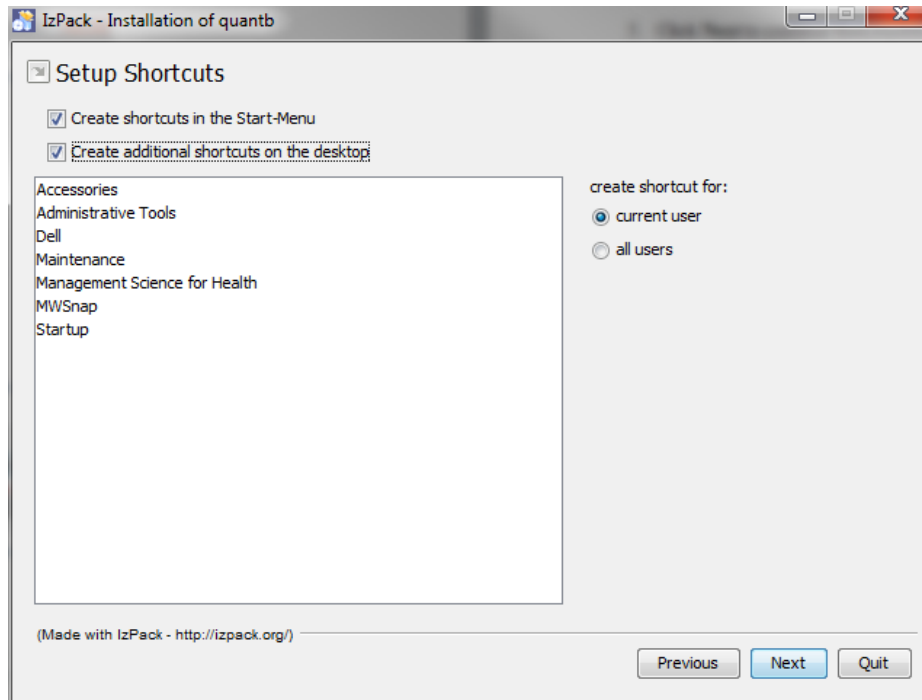 IzPack - Installation of quantb
Setup Shortcuts
Create shortcuts in the Start-Menu
Create additional shortcuts on the desktop
Accessories
Administrative Tools
Dell
Maintenance
Management Science for Health
MWSnap
Startup
create shortcut for:
current user
all users
(Made with IzPack - http://izpack.org/)
Previous
Next
Quit